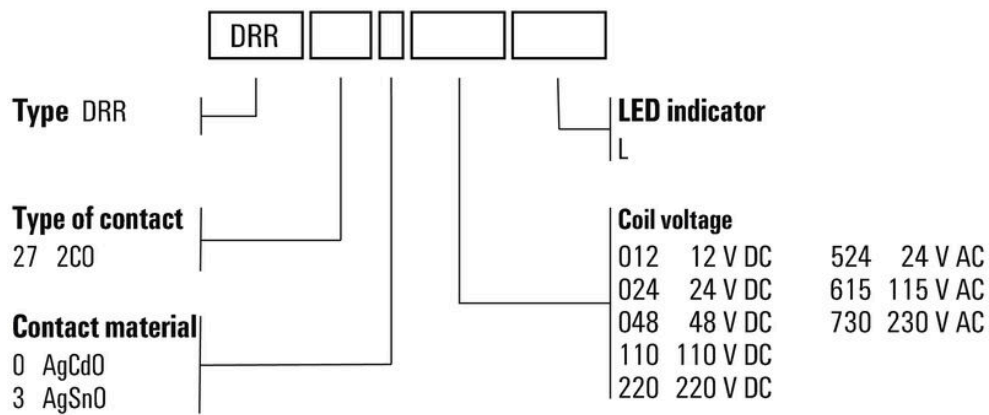 DRR
Type DRR
LED indicator
L
Type of contact
27 2CO
Contact material
0 AgCdO
3 AgSnO
Coil voltage
012 12 V DC 524 24 V AC
024 24 V DC 615 115 V AC
048 48 V DC 730 230 V AC
110 110 V DC
220 220 V DC